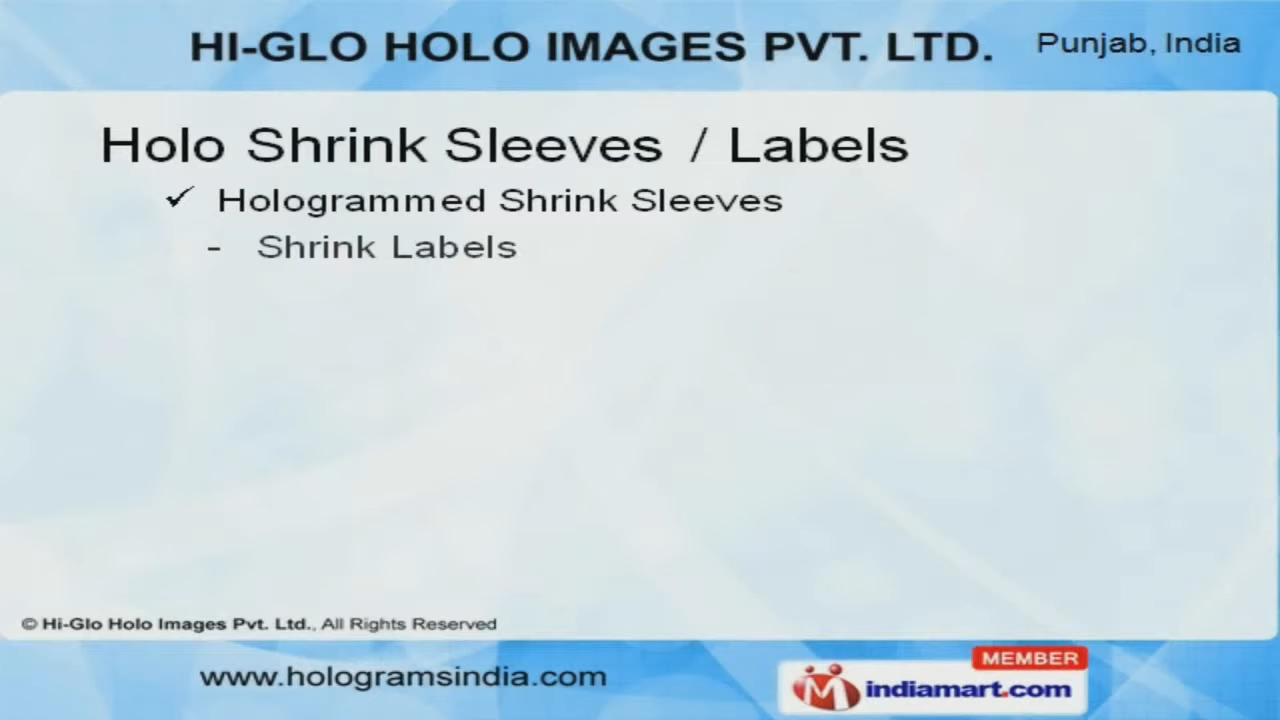 HI-GLO HOLO IMAGES PVT. LTD. Punjab, India
Holo Shrink Sleeves / Labels
✓ Hologrammed Shrink Sleeves
- Shrink Labels
© Hi-Glo Holo Images Pvt. Ltd., All Rights Reserved
www.hologramsindia.com
MEMBER
indiamart.com